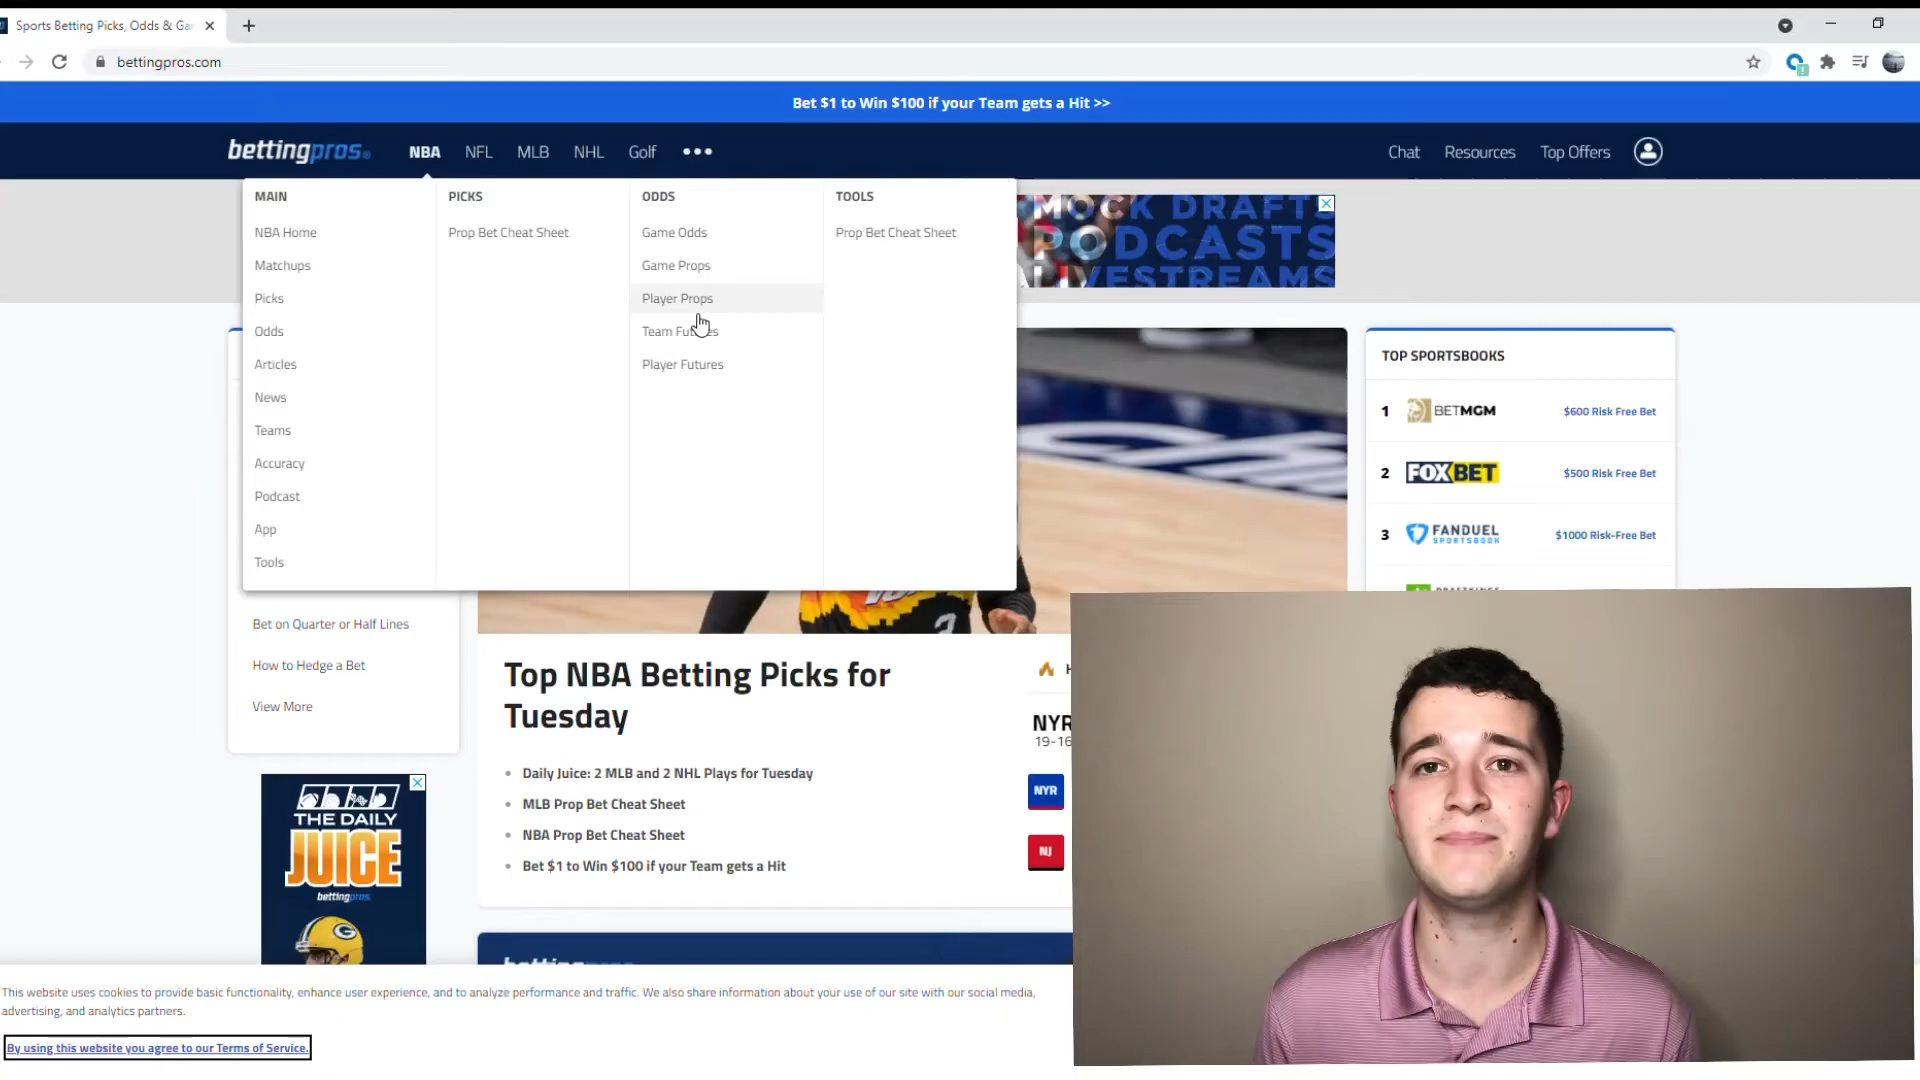 Sports Betting Picks, Odds & Ga
bettingpros.com
Bet $1 to Win $100 if your Team gets a Hit >>
bettingpros
NBA
NFL
MLB
NHL
Golf
Chat
Resources
Top Offers
MAIN
NBA Home
Matchups
Picks
Odds
Articles
News
Teams
Accuracy
Podcast
App
Tools
PICKS
Prop Bet Cheat Sheet
ODDS
Game Odds
Game Props
Player Props
Team Futures
Player Futures
TOOLS
Prop Bet Cheat Sheet
MOCK DRAFTS
PODCASTS
LIVESTREAMS
TOP SPORTSBOOKS
1 BETMGM $600 Risk Free Bet
2 FOXBET $500 Risk Free Bet
3 FANDUEL SPORTSBOOK $1000 Risk-Free Bet
Bet on Quarter or Half Lines
How to Hedge a Bet
View More
Top NBA Betting Picks for
Tuesday
Daily Juice: 2 MLB and 2 NHL Plays for Tuesday
MLB Prop Bet Cheat Sheet
NBA Prop Bet Cheat Sheet
Bet $1 to Win $100 if your Team gets a Hit
NYR
19-16
NYR
NJ
THE DAILY
JUICE
bettingpros
This website uses cookies to provide basic functionality, enhance user experience, and to analyze performance and traffic. We also share information about your use of our site with our social media,
advertising, and analytics partners.
By using this website you agree to our Terms of Service.